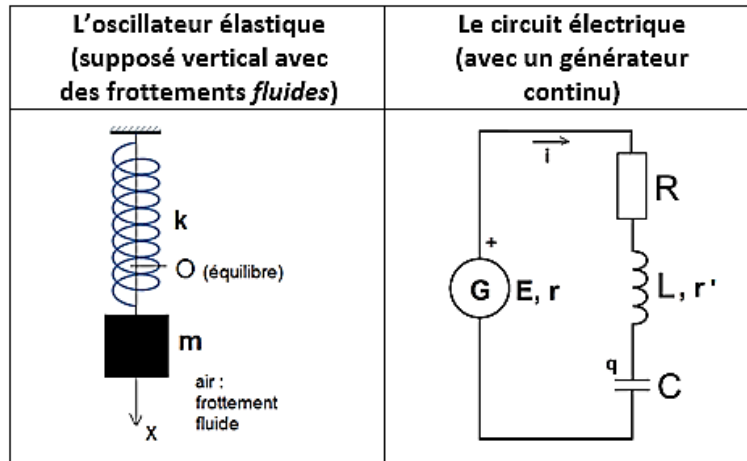 L'oscillateur élastique
(supposé vertical avec
des frottements fluides)
Le circuit électrique
(avec un générateur
continu)
k
O (équilibre)
m
air :
frottement
fluide
X
i
R
+
G E, r
L, r'
q
C